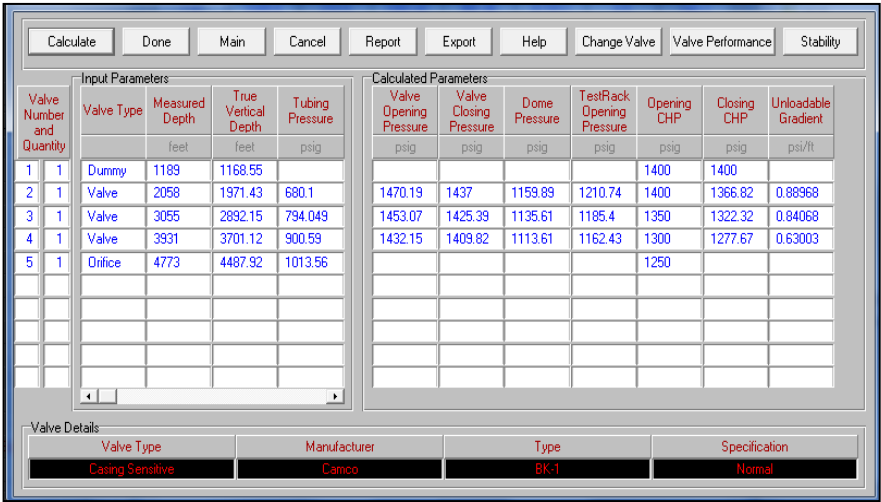 Calculate Done Main Cancel Report Export Help Change Valve Valve Performance Stability
Input Parameters
Calculated Parameters
Valve Number and Quantity
Valve Type Measured Depth True Vertical Depth Tubing Pressure Valve Opening Pressure Valve Closing Pressure Dome Pressure TestRack Opening Pressure Opening CHP Closing CHP Unloadable Gradient
feet feet psig psig psig psig psig psig psig psi/ft
1 1 Dummy 1189 1168.55 1400 1400
2 1 Valve 2058 1971.43 680.1 1470.19 1437 1159.89 1210.74 1400 1366.82 0.88968
3 1 Valve 3055 2892.15 794.049 1453.07 1425.39 1135.61 1185.4 1350 1322.32 0.84068
4 1 Valve 3931 3701.12 900.59 1432.15 1409.82 1113.61 1162.43 1300 1277.67 0.63003
5 1 Orifice 4773 4487.92 1013.56 1250
Valve Details
Valve Type Manufacturer Type Specification
Casing Sensitive Camco BK-1 Normal